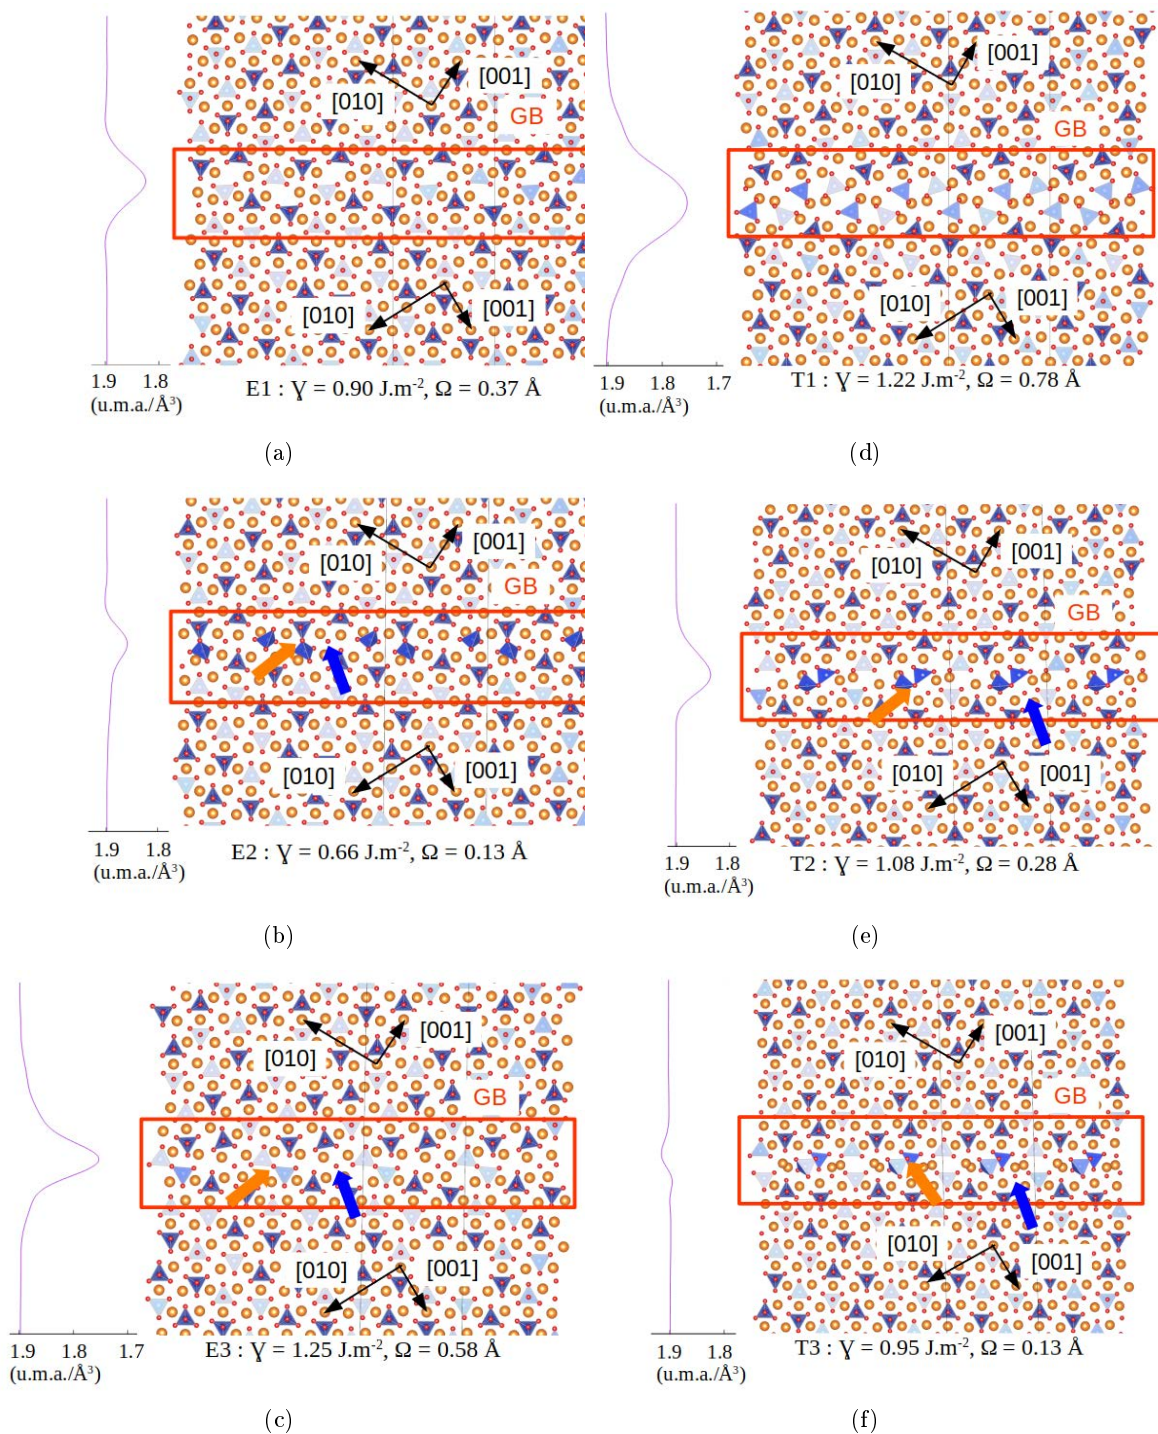 [001]
[010]
GB
[010]
[001]
1.9 1.8
(u.m.a./Å³)
E1 : Ɣ = 0.90 J.m⁻², Ω = 0.37 Å
(a)
[001]
[010]
GB
[010]
[001]
1.9 1.8 1.7
(u.m.a./Å³)
T1 : Ɣ = 1.22 J.m⁻², Ω = 0.78 Å
(d)
[001]
[010]
GB
[010]
[001]
1.9 1.8
(u.m.a./Å³)
E2 : Ɣ = 0.66 J.m⁻², Ω = 0.13 Å
(b)
[001]
[010]
GB
[010]
[001]
1.9 1.8
(u.m.a./Å³)
T2 : Ɣ = 1.08 J.m⁻², Ω = 0.28 Å
(e)
[001]
[010]
GB
[010]
[001]
1.9 1.8 1.7
(u.m.a./Å³)
E3 : Ɣ = 1.25 J.m⁻², Ω = 0.58 Å
(c)
[001]
[010]
GB
[010]
[001]
1.9 1.8
(u.m.a./Å³)
T3 : Ɣ = 0.95 J.m⁻², Ω = 0.13 Å
(f)